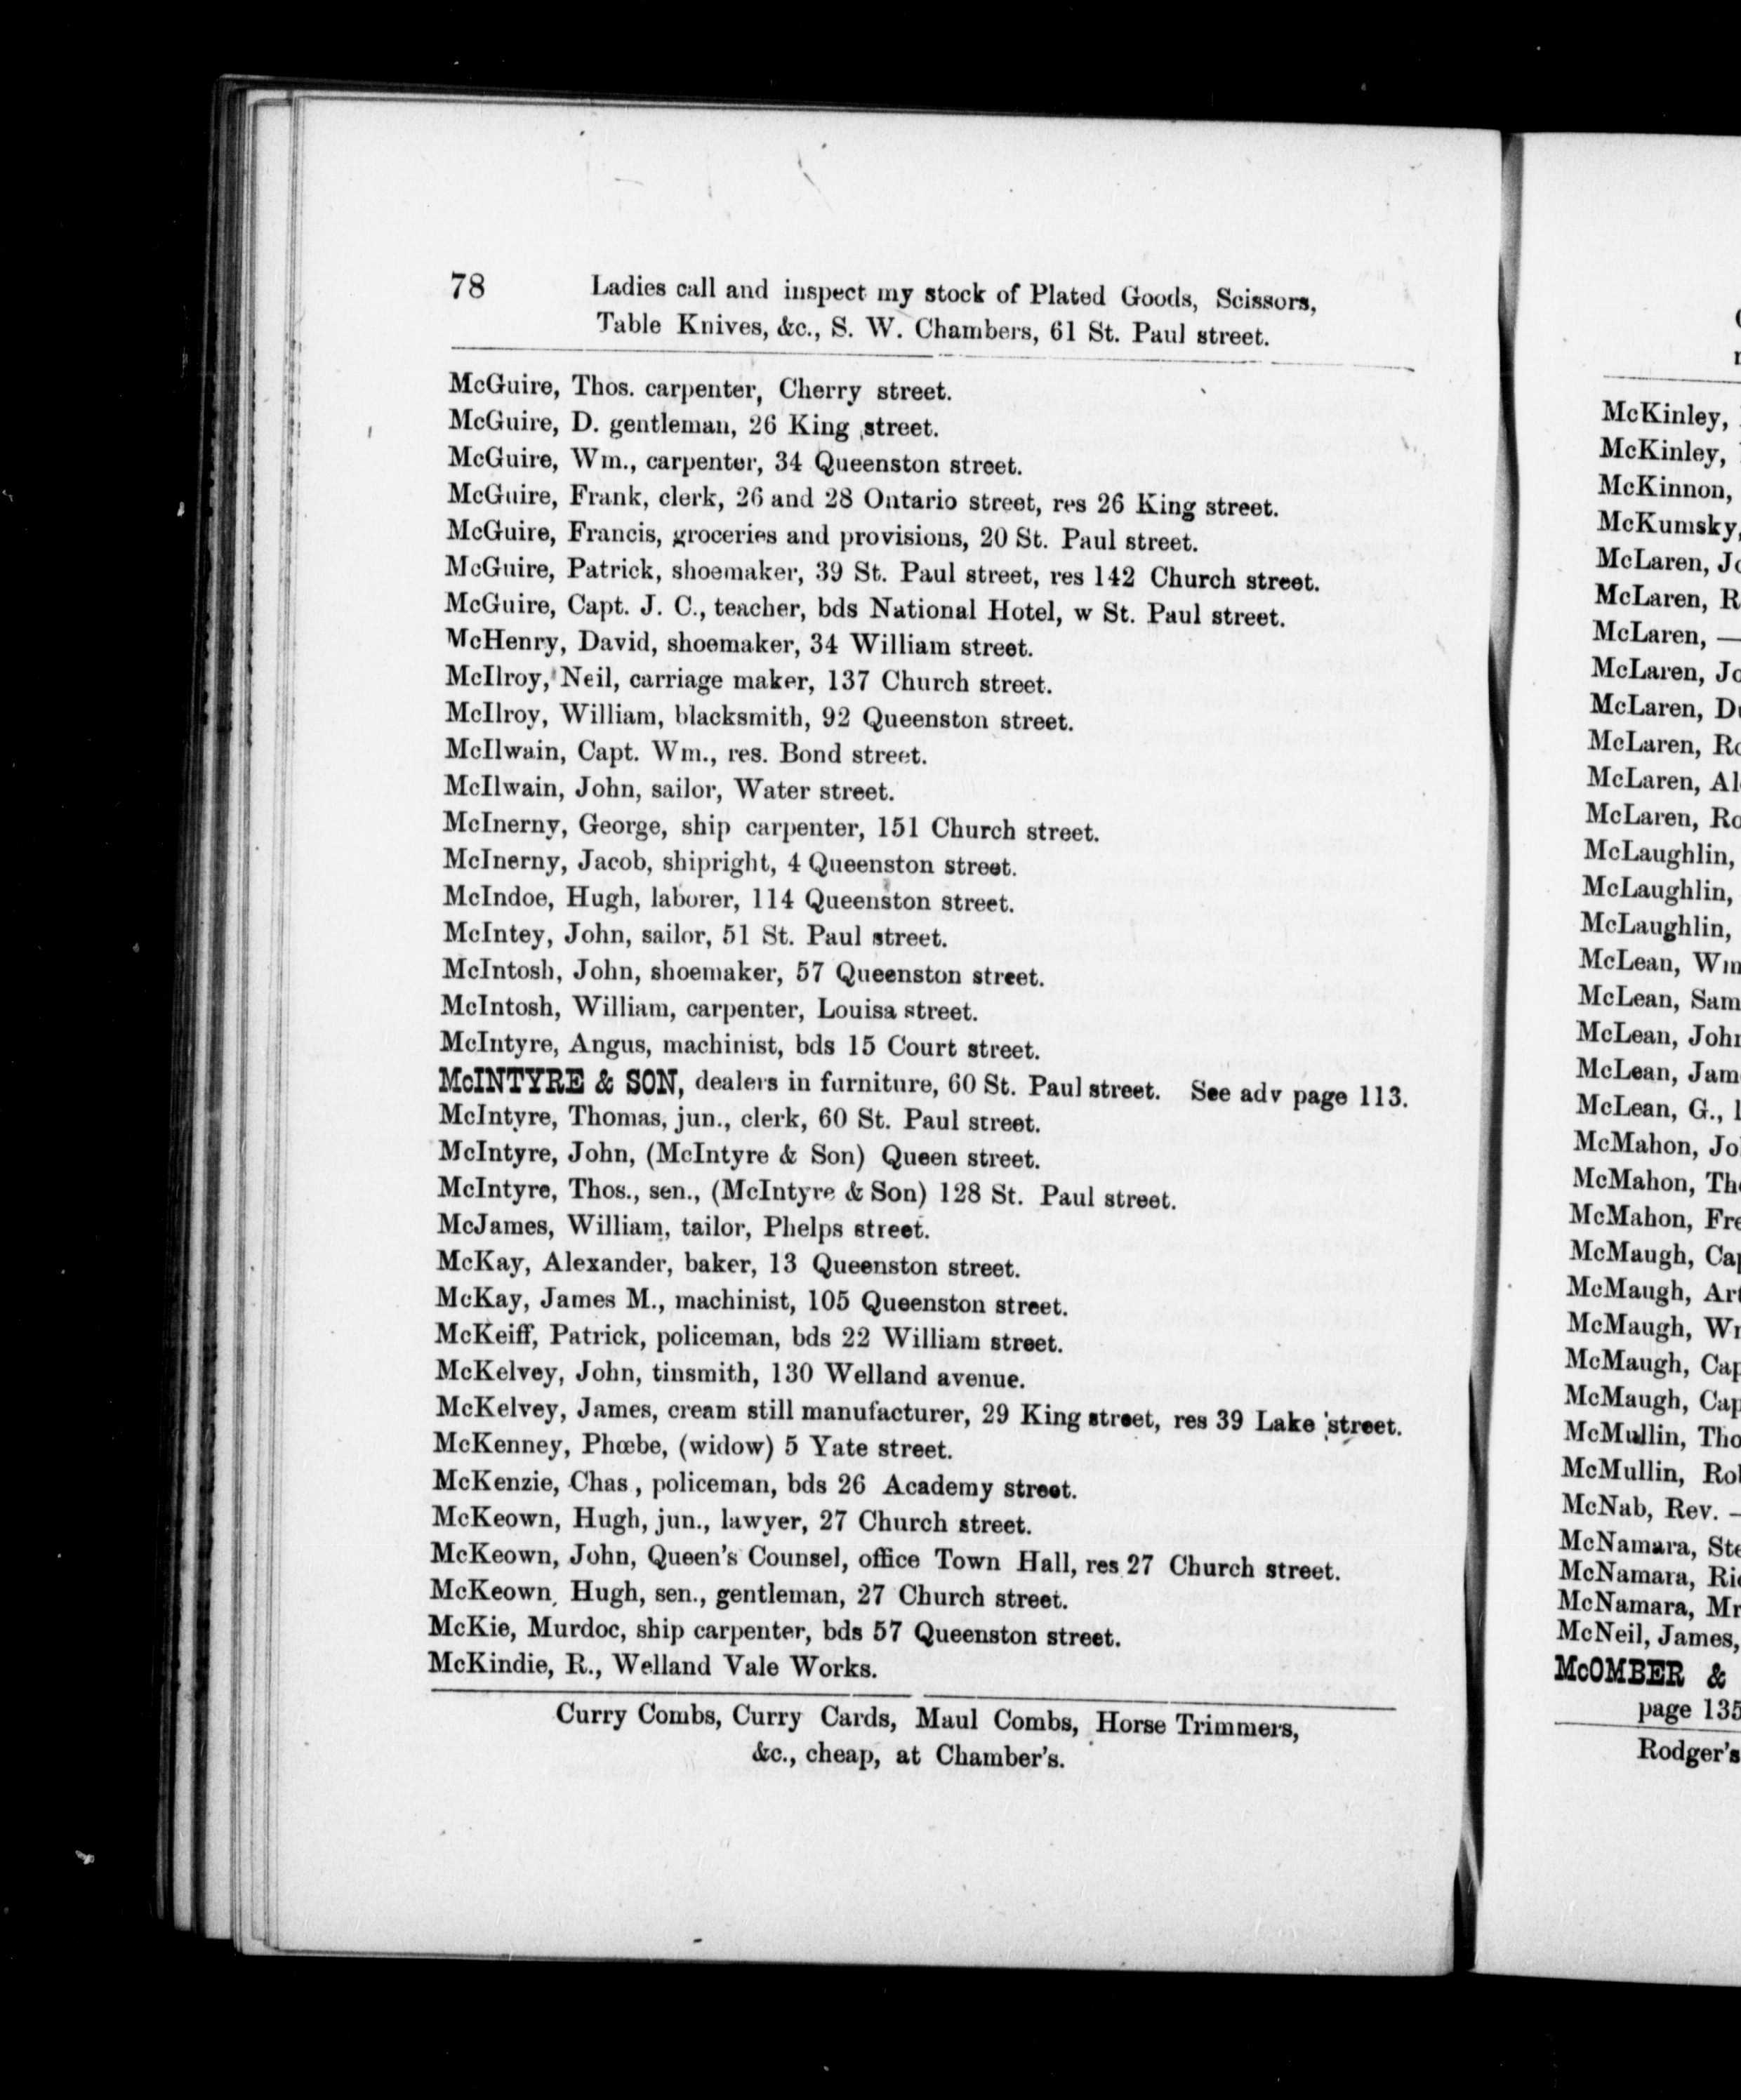 78 Ladies call and inspect my stock of Plated Goods, Scissors,
Table Knives, &c., S. W. Chambers, 61 St. Paul street.
McGuire, Thos. carpenter, Cherry street.
McGuire, D. gentleman, 26 King street.
McGuire, Wm., carpenter, 34 Queenston street.
McGuire, Frank, clerk, 26 and 28 Ontario street, res 26 King street.
McGuire, Francis, groceries and provisions, 20 St. Paul street.
McGuire, Patrick, shoemaker, 39 St. Paul street, res 142 Church street.
McGuire, Capt. J. C., teacher, bds National Hotel, w St. Paul street.
McHenry, David, shoemaker, 34 William street.
McIlroy, Neil, carriage maker, 137 Church street.
McIlroy, William, blacksmith, 92 Queenston street.
McIlwain, Capt. Wm., res. Bond street.
McIlwain, John, sailor, Water street.
McInerny, George, ship carpenter, 151 Church street.
McInerny, Jacob, shipright, 4 Queenston street.
McIndoe, Hugh, laborer, 114 Queenston street.
McIntey, John, sailor, 51 St. Paul street.
McIntosh, John, shoemaker, 57 Queenston street.
McIntosh, William, carpenter, Louisa street.
McIntyre, Angus, machinist, bds 15 Court street.
McINTYRE & SON, dealers in furniture, 60 St. Paul street. See adv page 113.
McIntyre, Thomas, jun., clerk, 60 St. Paul street.
McIntyre, John, (McIntyre & Son) Queen street.
McIntyre, Thos., sen., (McIntyre & Son) 128 St. Paul street.
McJames, William, tailor, Phelps street.
McKay, Alexander, baker, 13 Queenston street.
McKay, James M., machinist, 105 Queenston street.
McKeiff, Patrick, policeman, bds 22 William street.
McKelvey, John, tinsmith, 130 Welland avenue.
McKelvey, James, cream still manufacturer, 29 King street, res 39 Lake street.
McKenney, Phœbe, (widow) 5 Yate street.
McKenzie, Chas, policeman, bds 26 Academy street.
McKeown, Hugh, jun., lawyer, 27 Church street.
McKeown, John, Queen's Counsel, office Town Hall, res 27 Church street.
McKeown, Hugh, sen., gentleman, 27 Church street.
McKie, Murdoc, ship carpenter, bds 57 Queenston street.
McKindie, R., Welland Vale Works.
Curry Combs, Curry Cards, Maul Combs, Horse Trimmers,
&c., cheap, at Chamber's.
McKinley,
McKinley,
McKinnon,
McKumsky,
McLaren,
McLaren, R
McLaren, —
McLaren,
McLaren,
McLaren,
McLaren,
McLaren,
McLaughlin,
McLaughlin,
McLaughlin,
McLean,
McLean, Sam
McLean,
McLean, Jam
McLean, G.,
McMahon,
McMahon,
McMahon, Fre
McMaugh,
McMaugh,
McMaugh,
McMaugh,
McMaugh,
McMullin, Tho
McMullin,
McNab, Rev. —
McNamara, Ste
McNamara,
McNamara,
McNeil, James,
McOMBER &
page 135
Rodger's